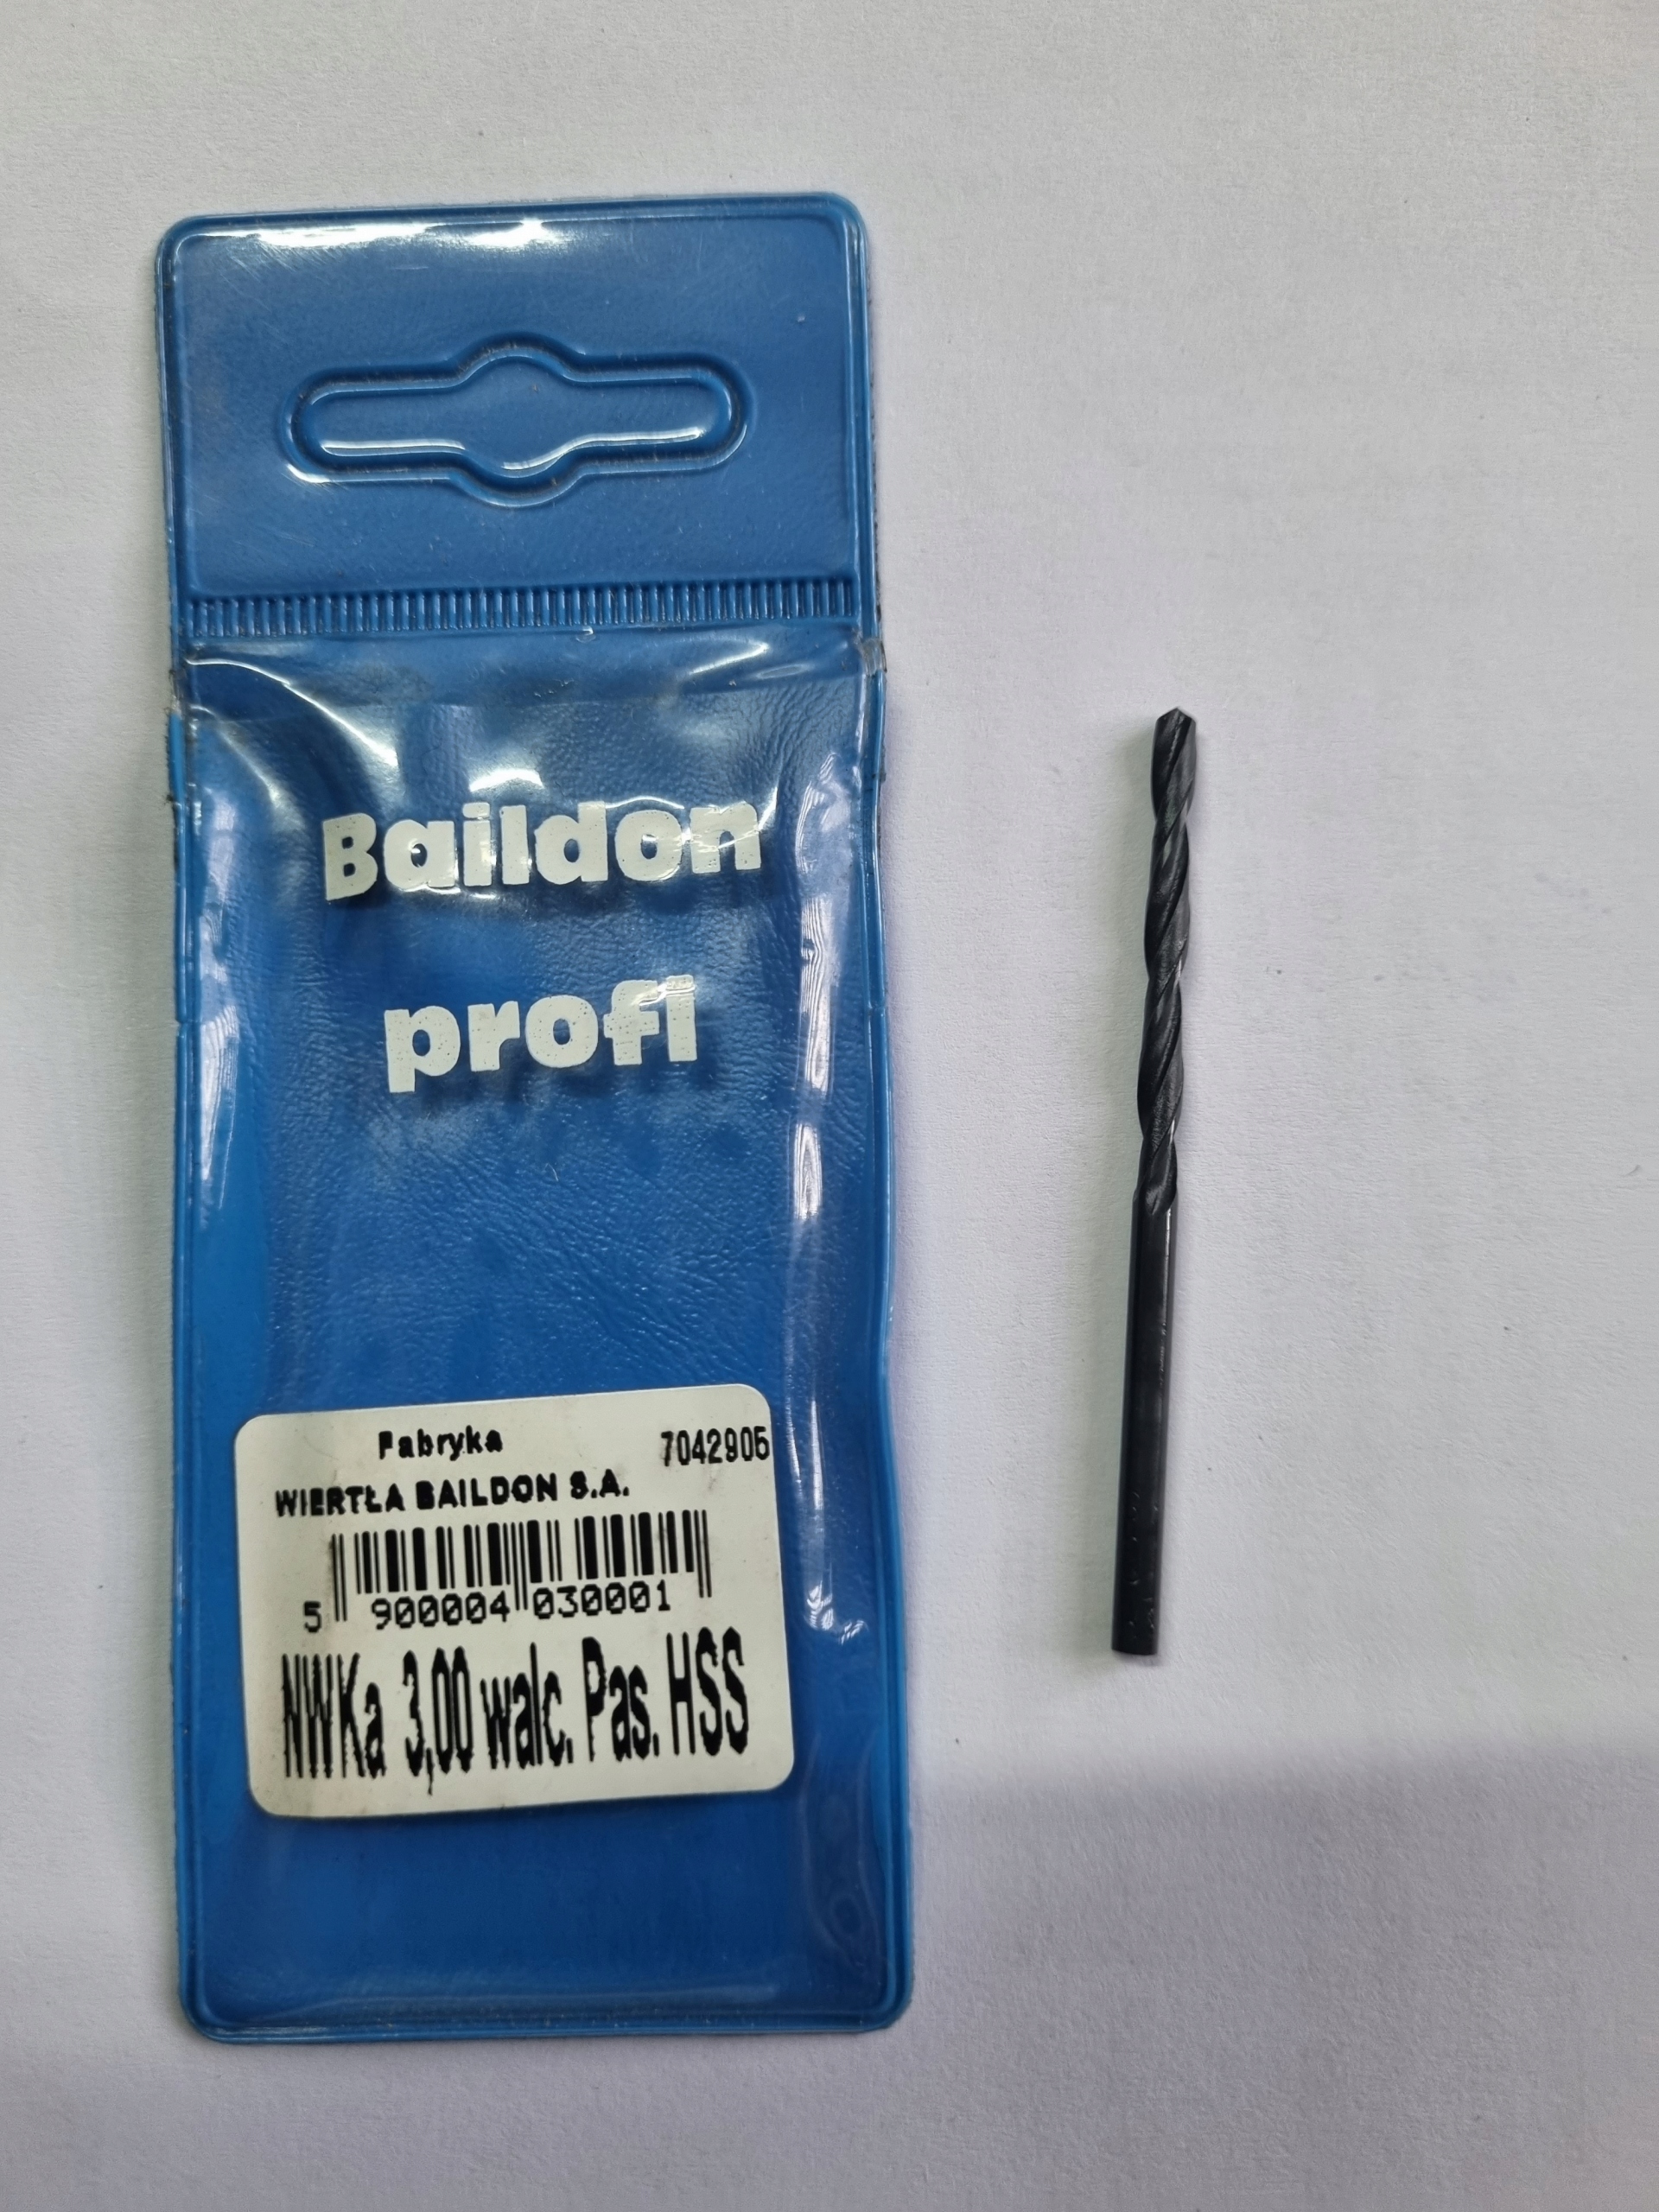 Baildon
profi
Fabryka
7042905
WIERTŁA BAILDON S.A.
5 900004 030001
NWKa 3,00 walc. Pas. HSS